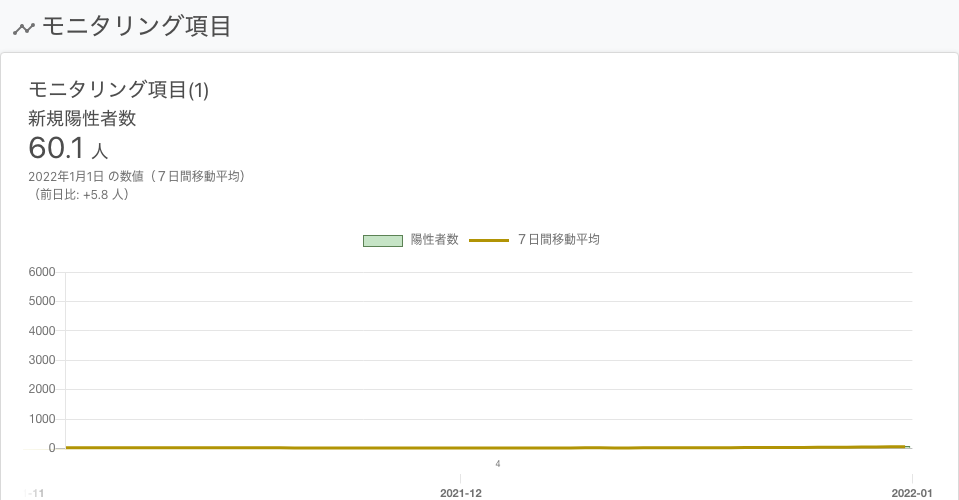 モニタリング項目
モニタリング項目(1)
新規陽性者数
60.1 人
2022年1月1日 の数値（７日間移動平均）
（前日比: +5.8 人）
陽性者数 ７日間移動平均
6000
5000
4000
3000
2000
1000
0
4
-11 2021-12 2022-01